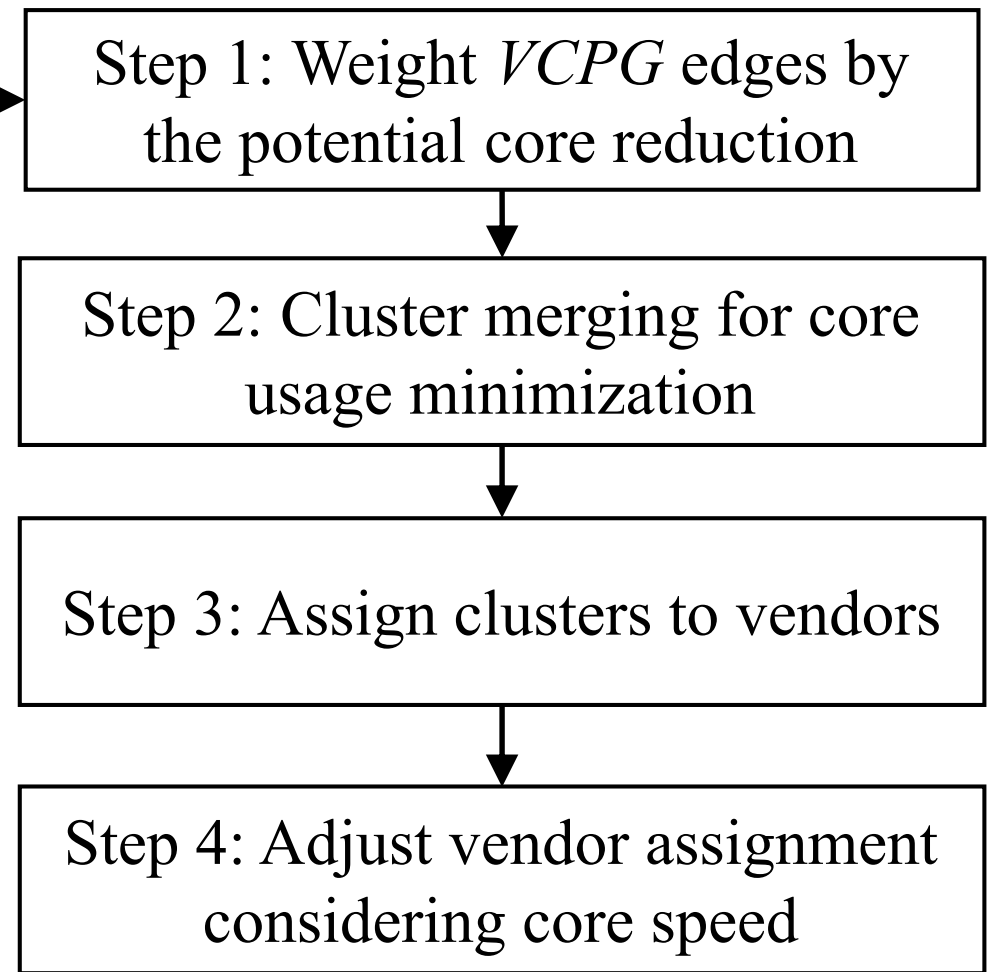 Step 1: Weight VCPG edges by
the potential core reduction
Step 2: Cluster merging for core
usage minimization
Step 3: Assign clusters to vendors
Step 4: Adjust vendor assignment
considering core speed